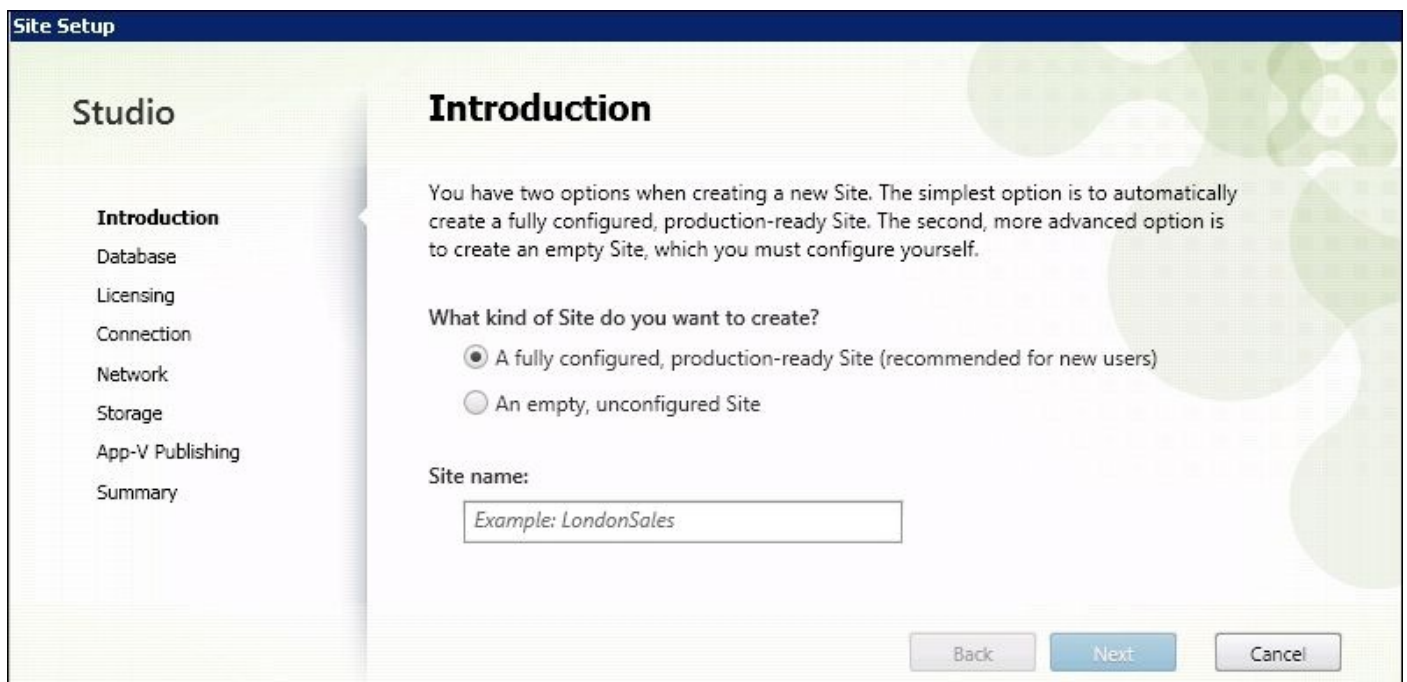 Site Setup
Studio
Introduction
Database
Licensing
Connection
Network
Storage
App-V Publishing
Summary
Introduction
You have two options when creating a new Site. The simplest option is to automatically
create a fully configured, production-ready Site. The second, more advanced option is
to create an empty Site, which you must configure yourself.
What kind of Site do you want to create?
A fully configured, production-ready Site (recommended for new users)
An empty, unconfigured Site
Site name:
Example: LondonSales
Back
Next
Cancel